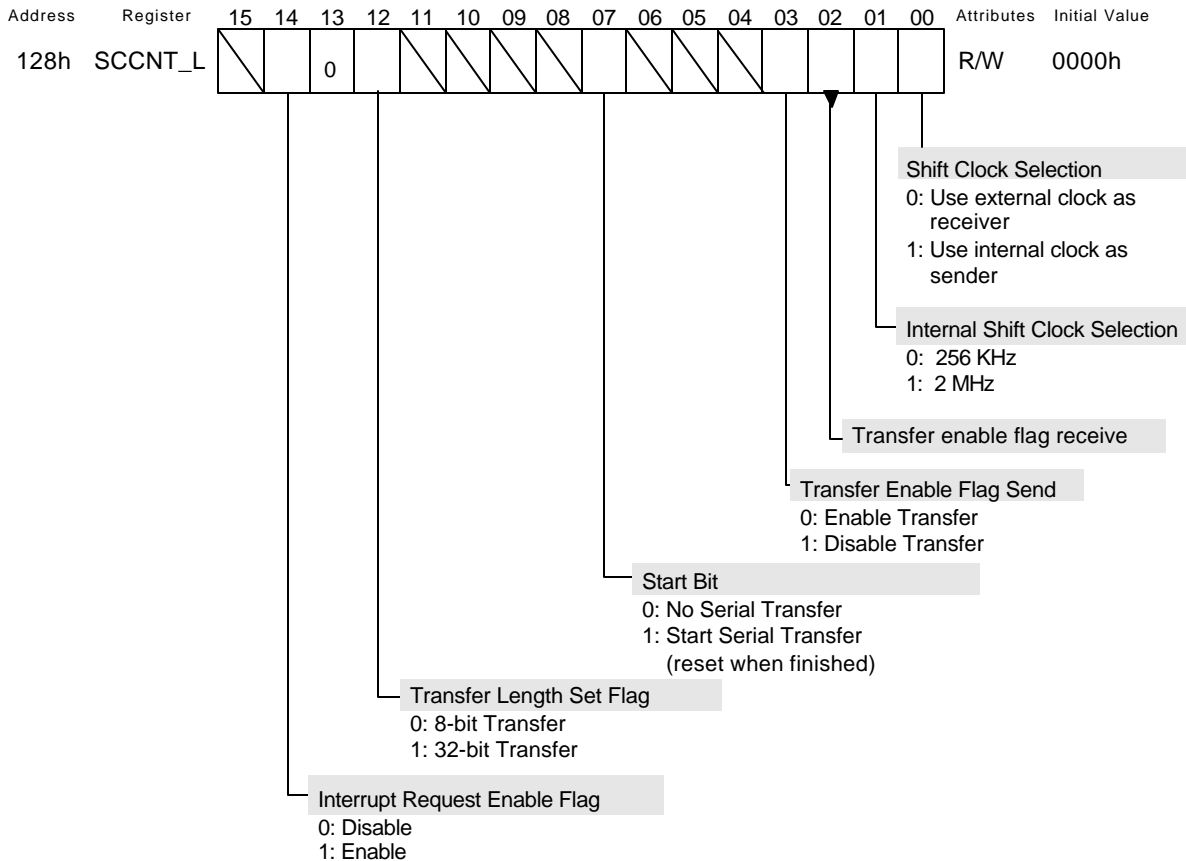 Address Register 15 14 13 12 11 10 09 08 07 06 05 04 03 02 01 00 Attributes Initial Value
128h SCCNT_L 0 R/W 0000h
Shift Clock Selection
0: Use external clock as
receiver
1: Use internal clock as
sender
Internal Shift Clock Selection
0: 256 KHz
1: 2 MHz
Transfer enable flag receive
Transfer Enable Flag Send
0: Enable Transfer
1: Disable Transfer
Start Bit
0: No Serial Transfer
1: Start Serial Transfer
(reset when finished)
Transfer Length Set Flag
0: 8-bit Transfer
1: 32-bit Transfer
Interrupt Request Enable Flag
0: Disable
1: Enable